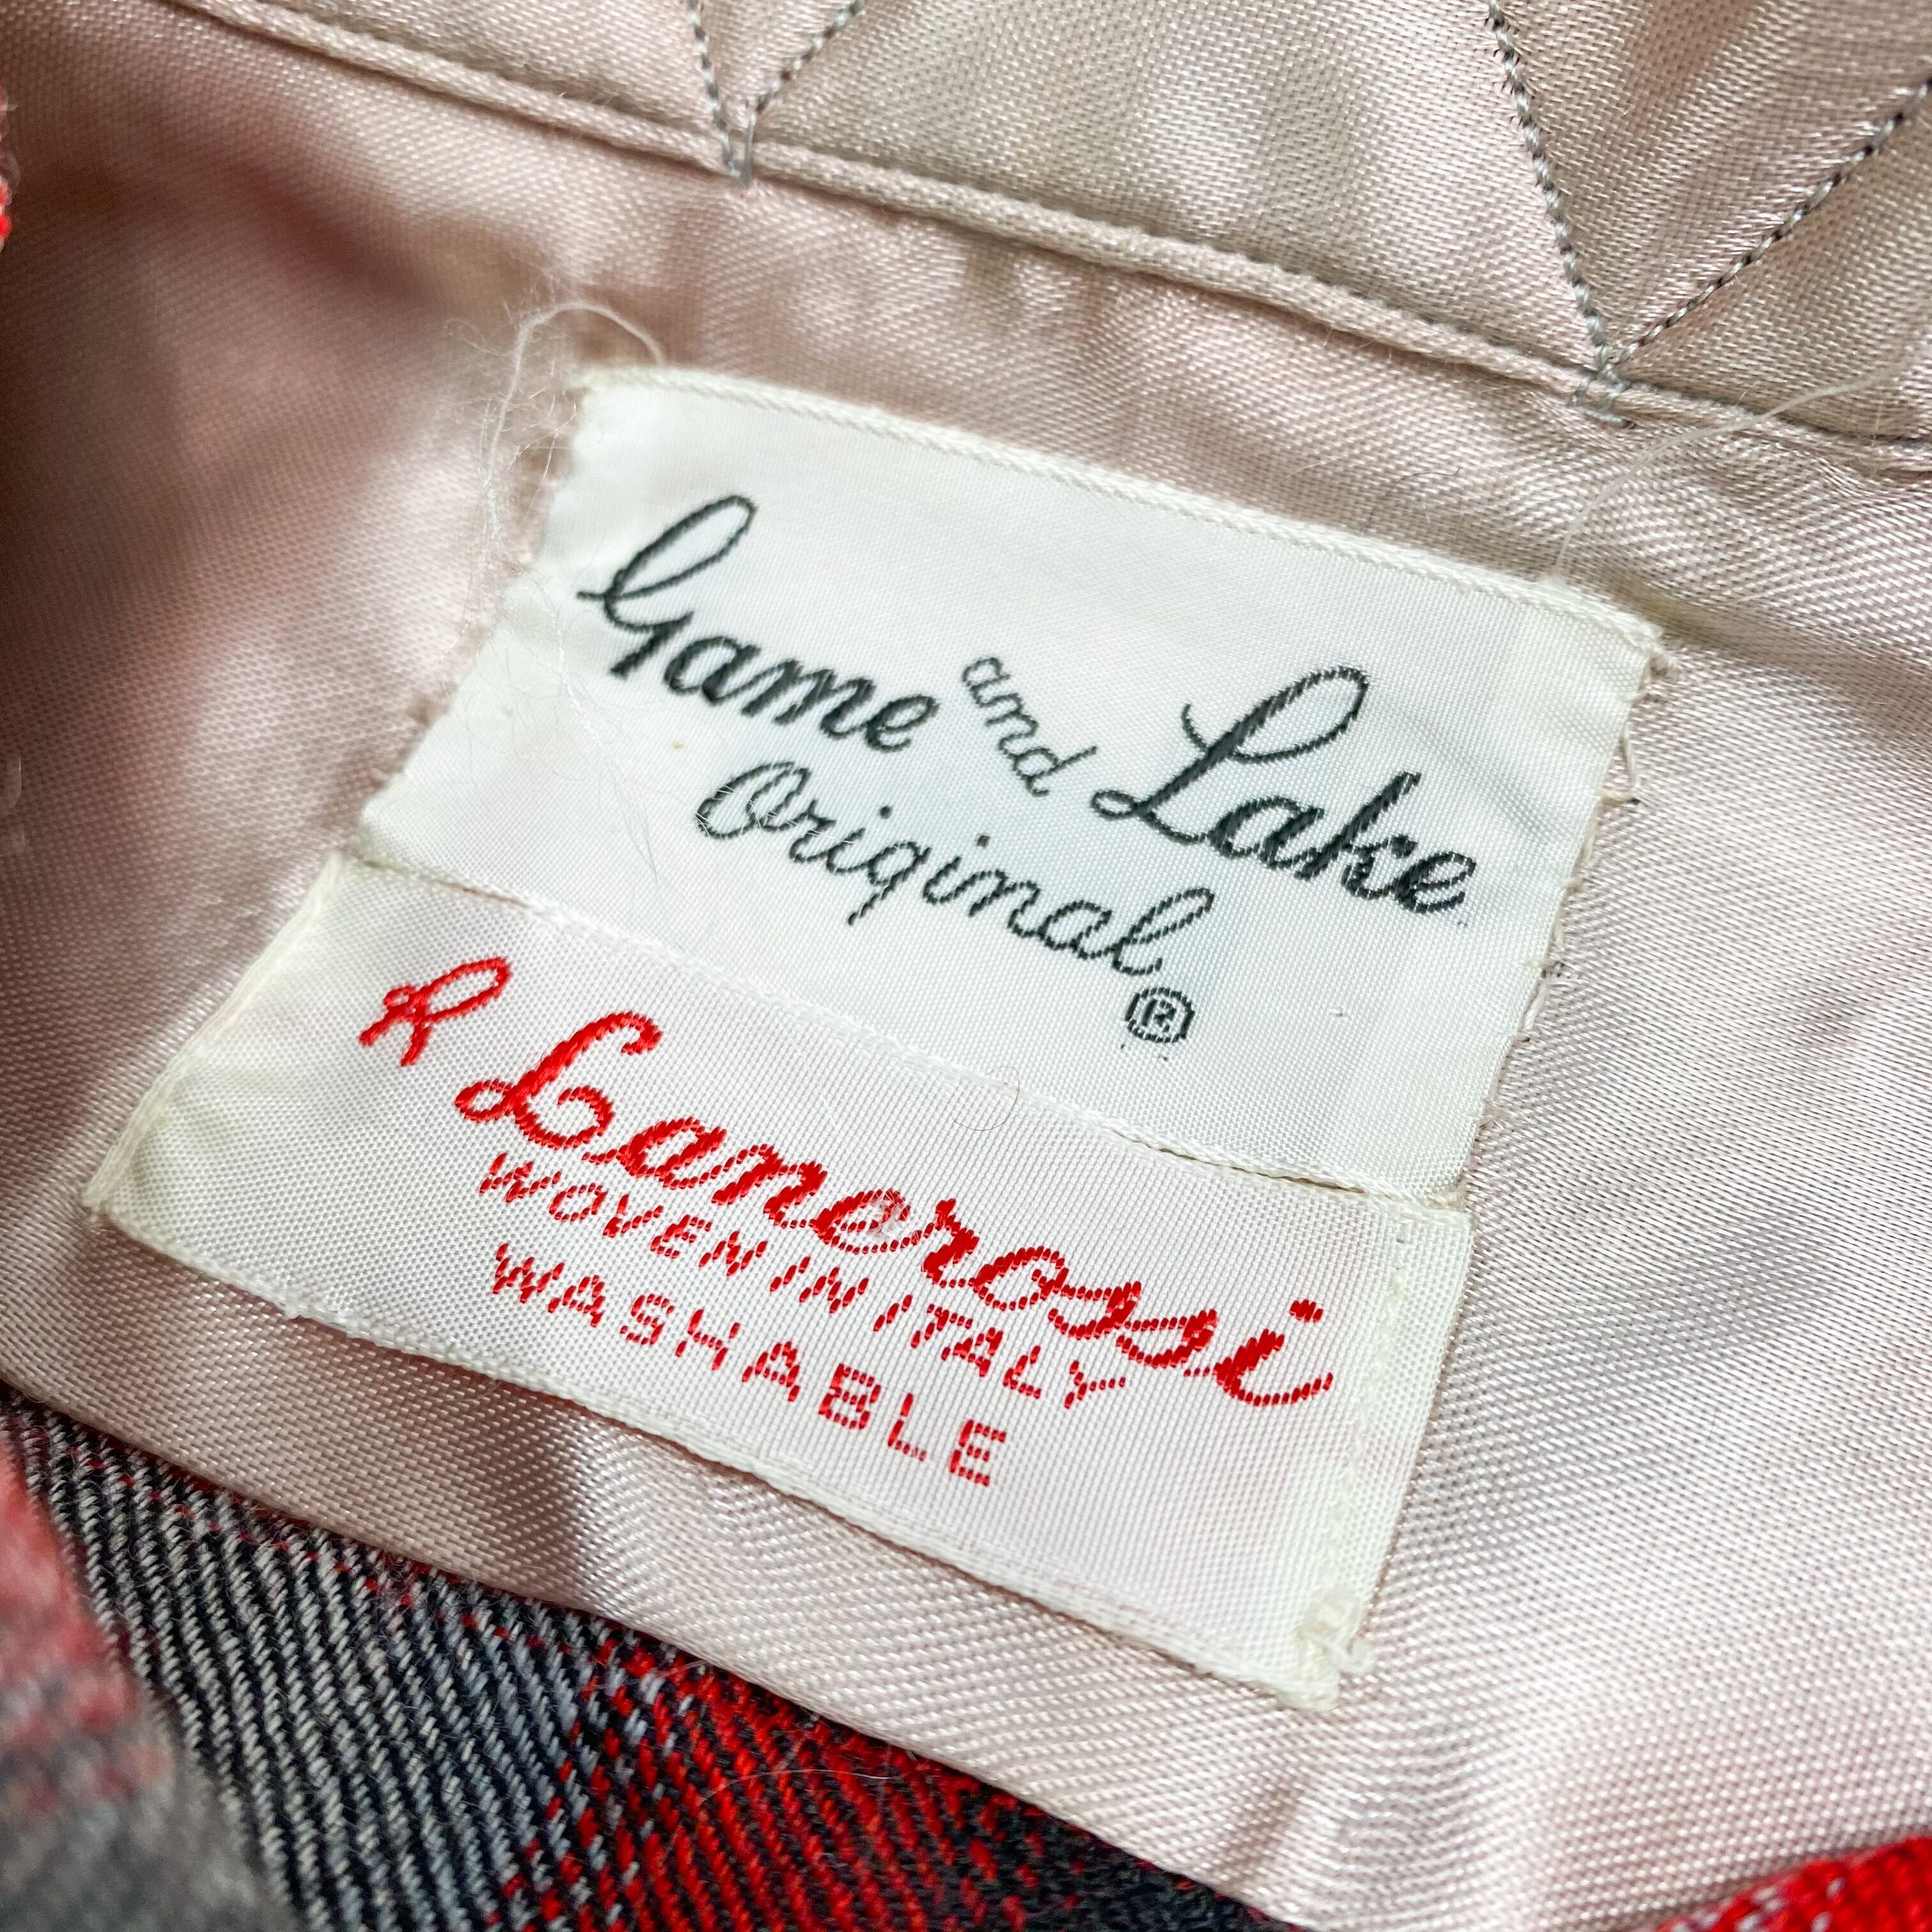 Game and Lake
Original
®
R Lanerossi
WOVEN IN ITALY
WASHABLE